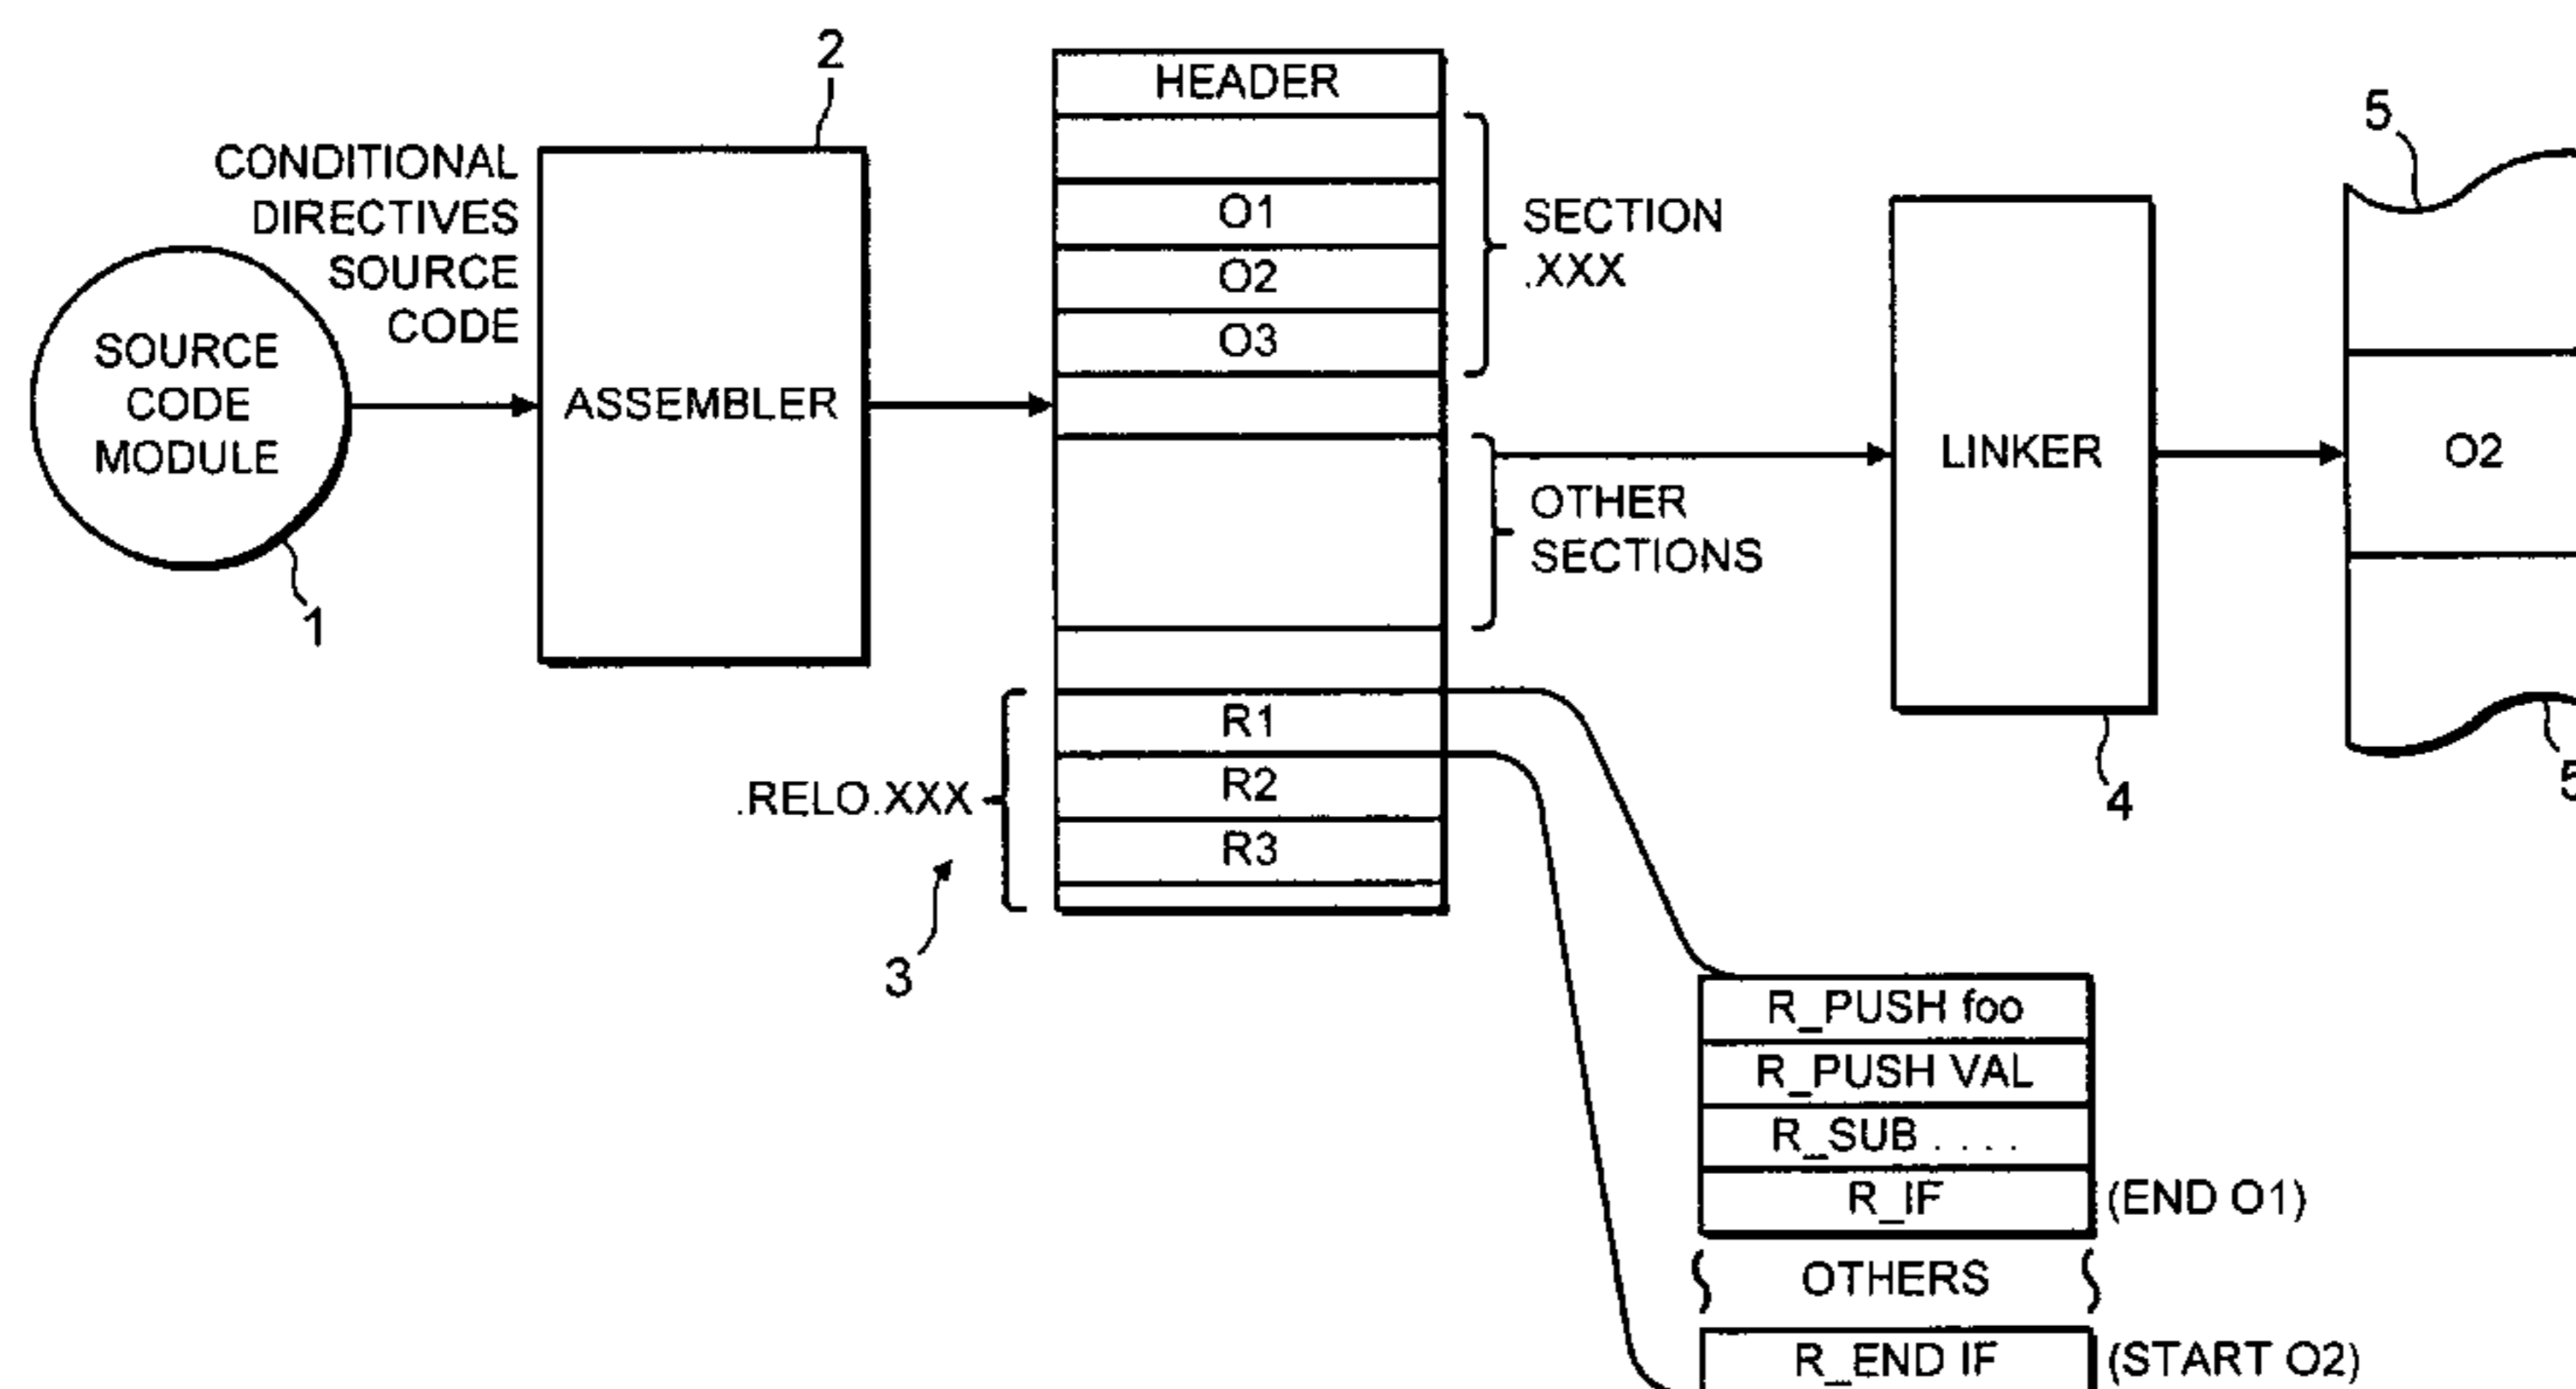 2
HEADER
5
CONDITIONAL
DIRECTIVES
SOURCE
CODE
O1
O2
O3
SECTION
.XXX
SOURCE
CODE
MODULE
ASSEMBLER
LINKER
O2
OTHER
SECTIONS
1
R1
R2
R3
.RELO.XXX
4
5
3
R_PUSH foo
R_PUSH VAL
R_SUB . . . .
R_IF
(END O1)
OTHERS
R_END IF
(START O2)